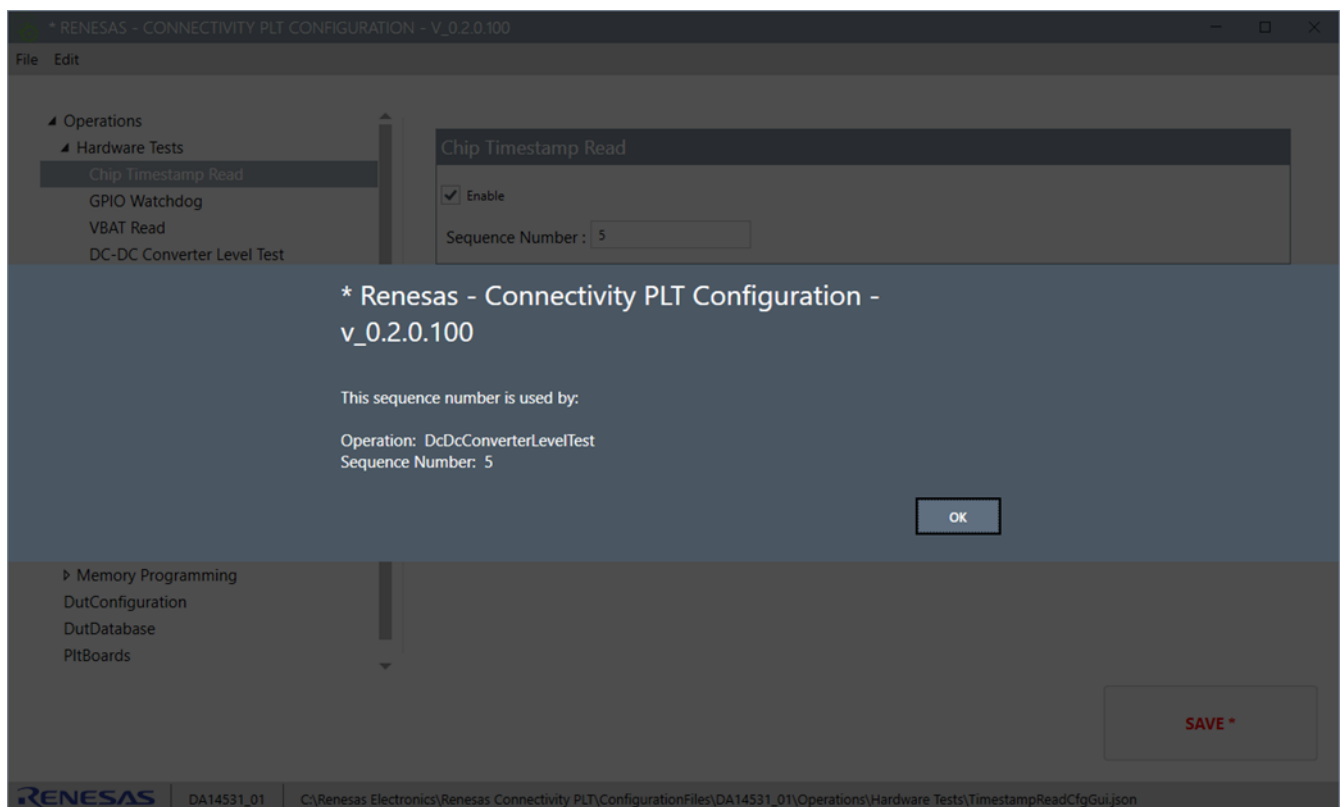 * RENESAS - CONNECTIVITY PLT CONFIGURATION - V_0.2.0.100
File Edit
Operations
Hardware Tests
Chip Timestamp Read
GPIO Watchdog
VBAT Read
DC-DC Converter Level Test
Chip Timestamp Read
Enable
Sequence Number : 5
* Renesas - Connectivity PLT Configuration -
v_0.2.0.100
This sequence number is used by:
Operation: DcDcConverterLevelTest
Sequence Number: 5
OK
Memory Programming
DutConfiguration
DutDatabase
PltBoards
SAVE *
RENESAS DA14531_01 C:\Renesas Electronics\Renesas Connectivity PLT\ConfigurationFiles\DA14531_01\Operations\Hardware Tests\TimestampReadCfgGui.json